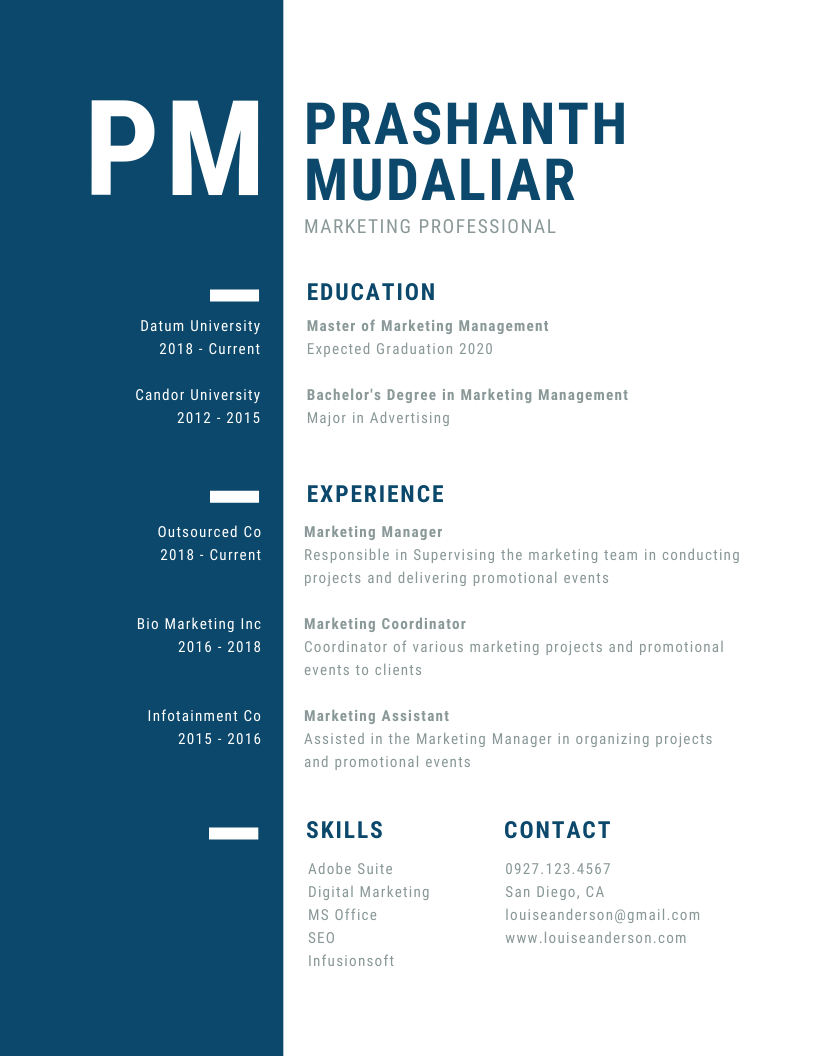 PM
PRASHANTH
MUDALIAR
MARKETING PROFESSIONAL
EDUCATION
Datum University
2018 - Current
Master of Marketing Management
Expected Graduation 2020
Candor University
2012 - 2015
Bachelor's Degree in Marketing Management
Major in Advertising
EXPERIENCE
Outsourced Co
2018 - Current
Marketing Manager
Responsible in Supervising the marketing team in conducting
projects and delivering promotional events
Bio Marketing Inc
2016 - 2018
Marketing Coordinator
Coordinator of various marketing projects and promotional
events to clients
Infotainment Co
2015 - 2016
Marketing Assistant
Assisted in the Marketing Manager in organizing projects
and promotional events
SKILLS
Adobe Suite
Digital Marketing
MS Office
SEO
Infusionsoft
CONTACT
0927.123.4567
San Diego, CA
louiseanderson@gmail.com
www.louiseanderson.com